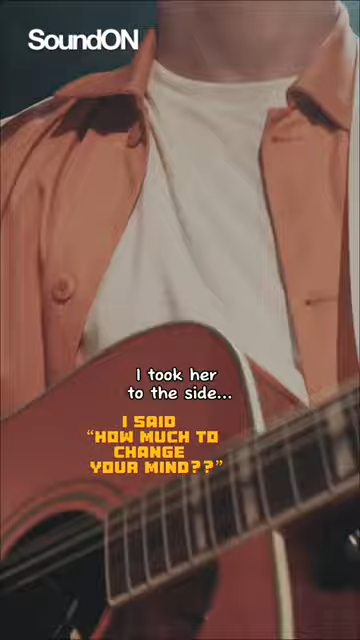 SoundON
I took her
to the side...
I SAID
“HOW MUCH TO
CHANGE
YOUR MIND??”